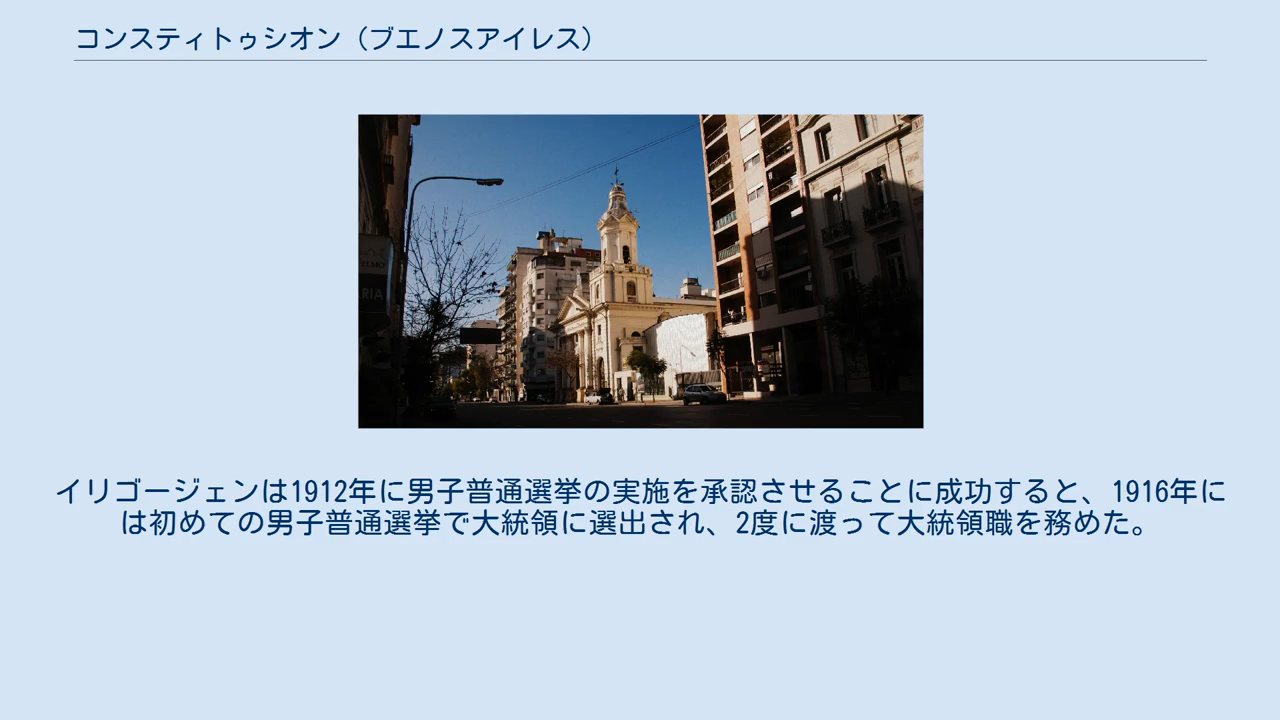 コンスティトゥシオン（ブエノスアイレス）
イリゴージェンは1912年に男子普通選挙の実施を承認させることに成功すると、1916年に
は初めての男子普通選挙で大統領に選出され、2度に渡って大統領職を務めた。